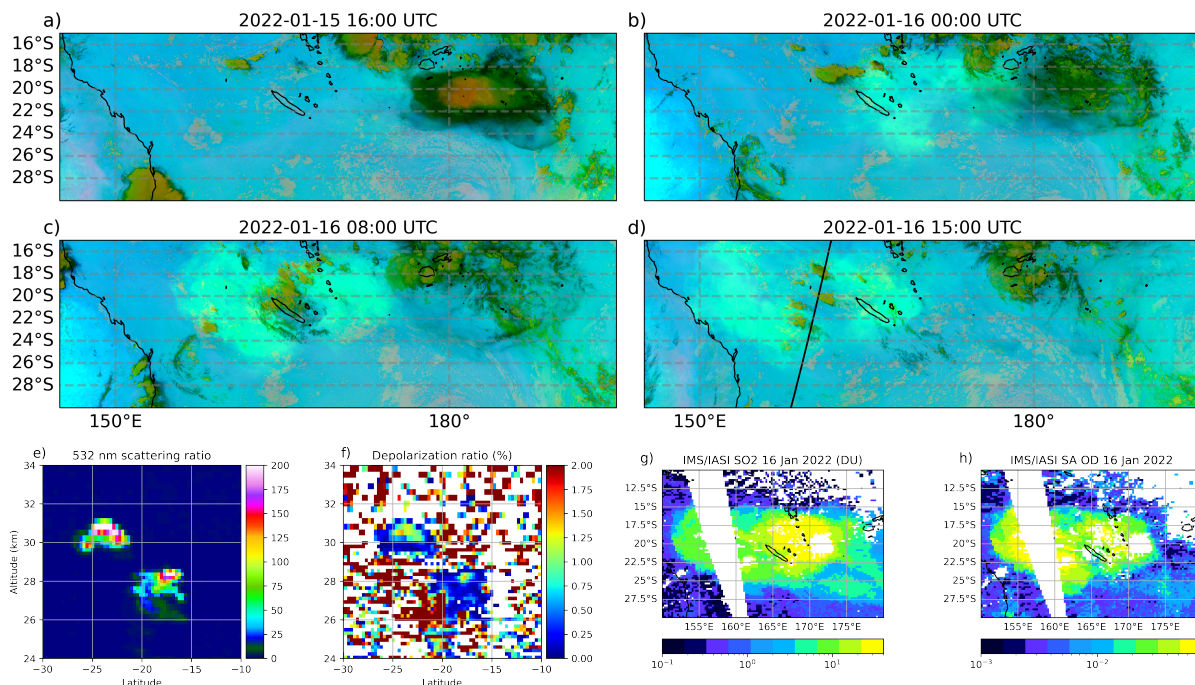 a)
2022-01-15 16:00 UTC
16°S
18°S
20°S
22°S
24°S
26°S
28°S
b)
2022-01-16 00:00 UTC
16°S
18°S
20°S
22°S
24°S
26°S
28°S
c)
2022-01-16 08:00 UTC
16°S
18°S
20°S
22°S
24°S
26°S
28°S
150°E
180°
d)
2022-01-16 15:00 UTC
16°S
18°S
20°S
22°S
24°S
26°S
28°S
150°E
180°
e)
532 nm scattering ratio
34
32
30
28
26
24
Altitude (km)
−30
−25
−20
−15
−10
Latitude
200
175
150
125
100
75
50
25
0
f)
Depolarization ratio (%)
34
32
30
28
26
24
−30
−25
−20
−15
−10
Latitude
2.00
1.75
1.50
1.25
1.00
0.75
0.50
0.25
0.00
g)
IMS/IASI SO2 16 Jan 2022 (DU)
12.5°S
15°S
17.5°S
20°S
22.5°S
25°S
27.5°S
155°E
160°E
165°E
170°E
175°E
10⁻¹
10⁰
10¹
h)
IMS/IASI SA OD 16 Jan 2022
12.5°S
15°S
17.5°S
20°S
22.5°S
25°S
27.5°S
155°E
160°E
165°E
170°E
175°E
180°
10⁻³
10⁻²